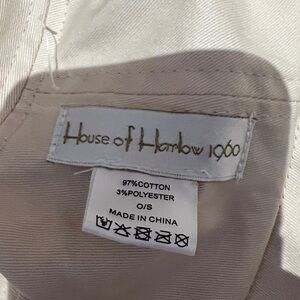 House of Harlow 1960
97%COTTON
3%POLYESTER
O/S
MADE IN CHINA